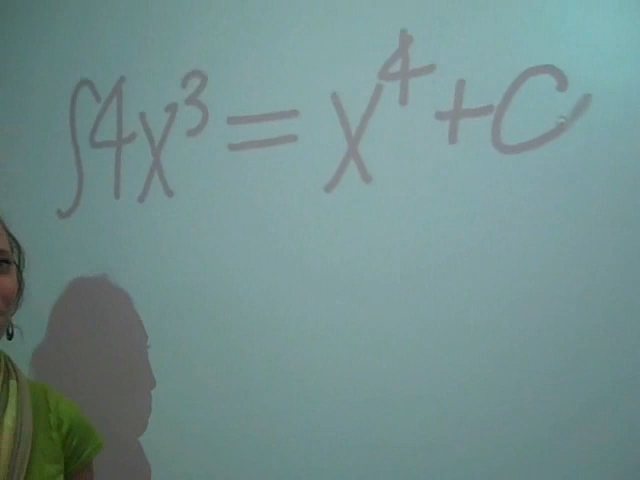 ∫4x³ = x⁴ + C